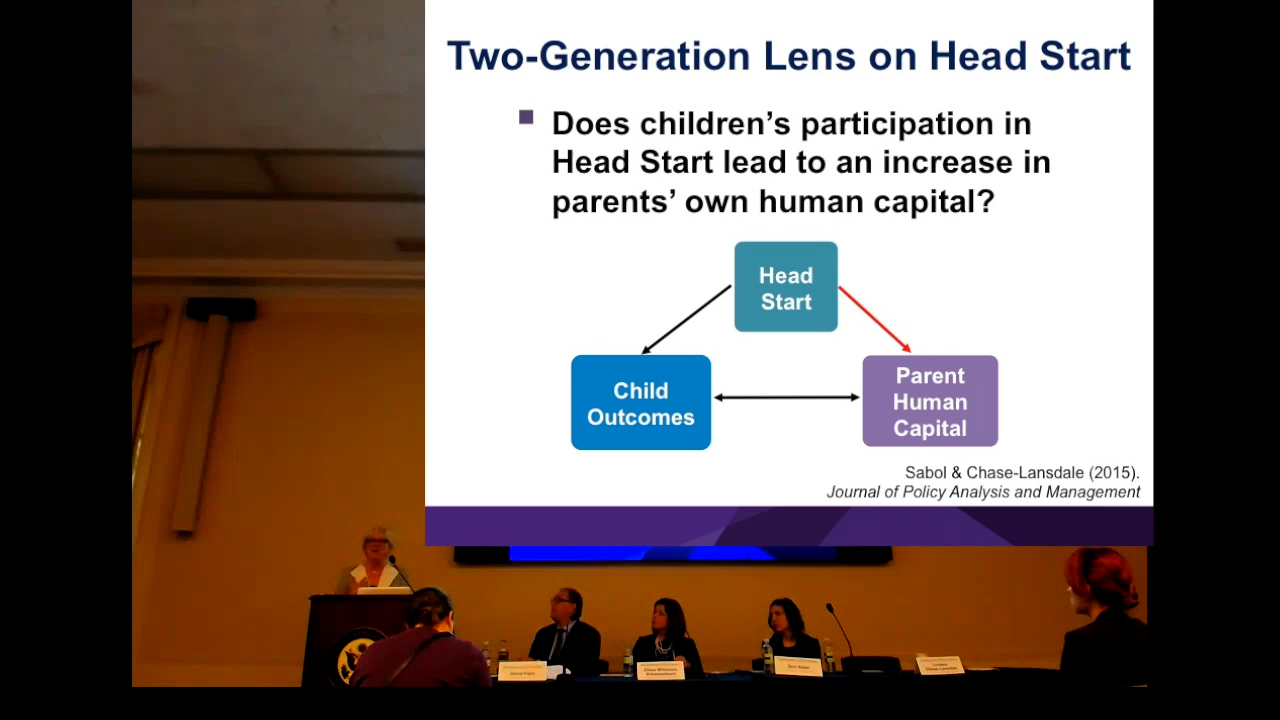 Two-Generation Lens on Head Start
Does children’s participation in
Head Start lead to an increase in
parents’ own human capital?
Head
Start
Child
Outcomes
Parent
Human
Capital
Sabol & Chase-Lansdale (2015).
Journal of Policy Analysis and Management